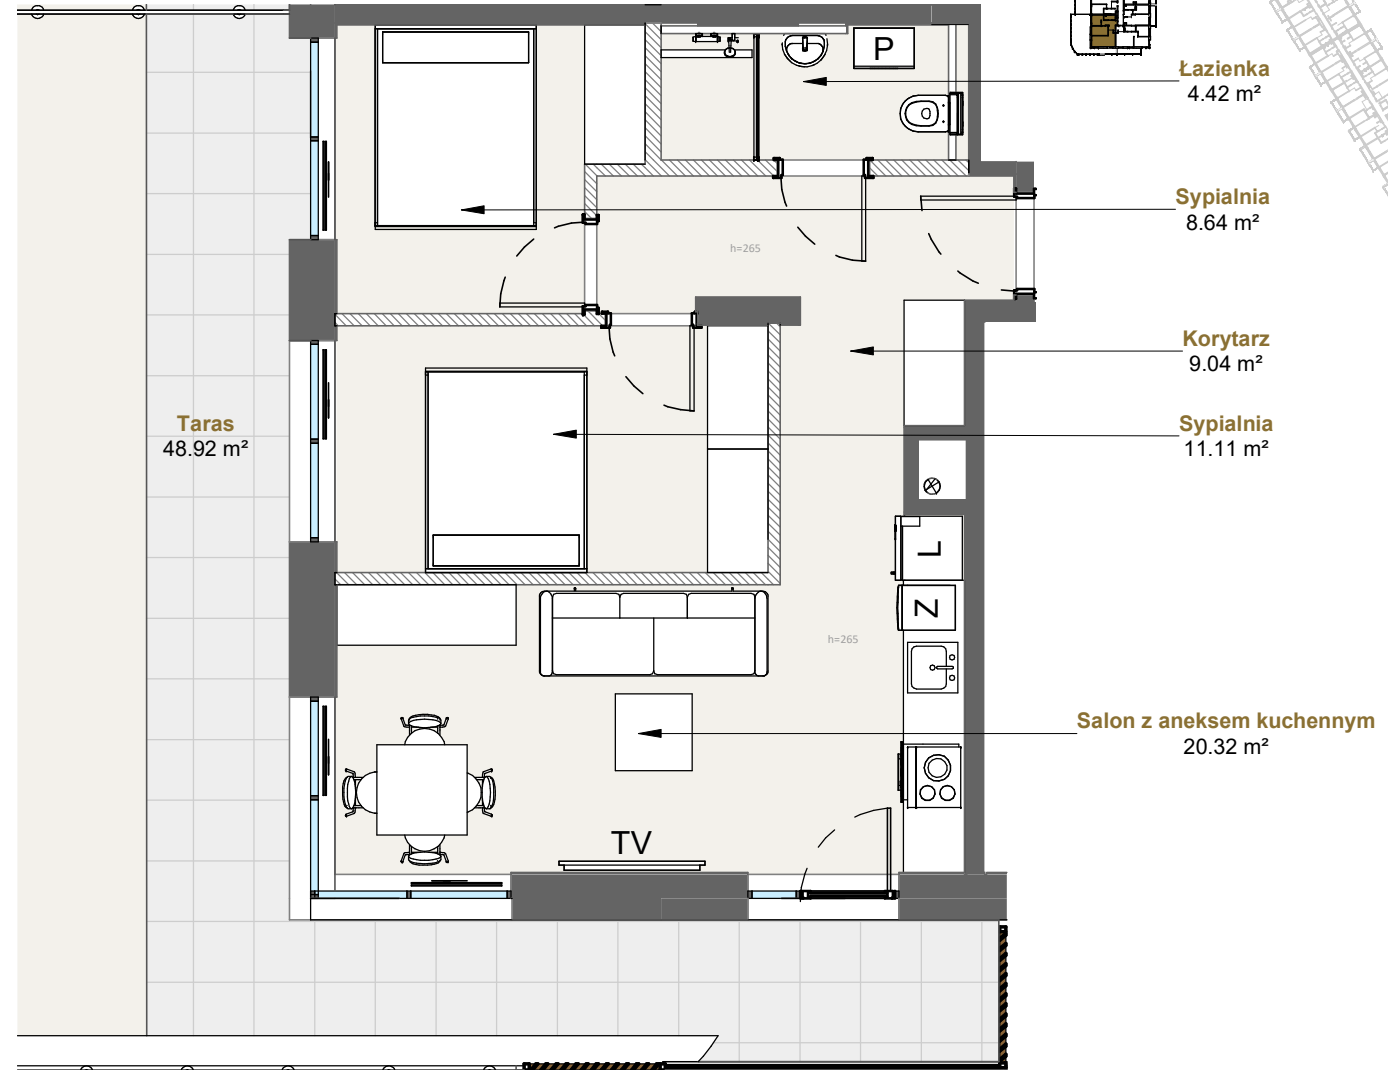 P
Łazienka
4.42 m²
Sypialnia
8.64 m²
h=265
Korytarz
9.04 m²
Taras
48.92 m²
Sypialnia
11.11 m²
L
Z
h=265
Salon z aneksem kuchennym
20.32 m²
TV